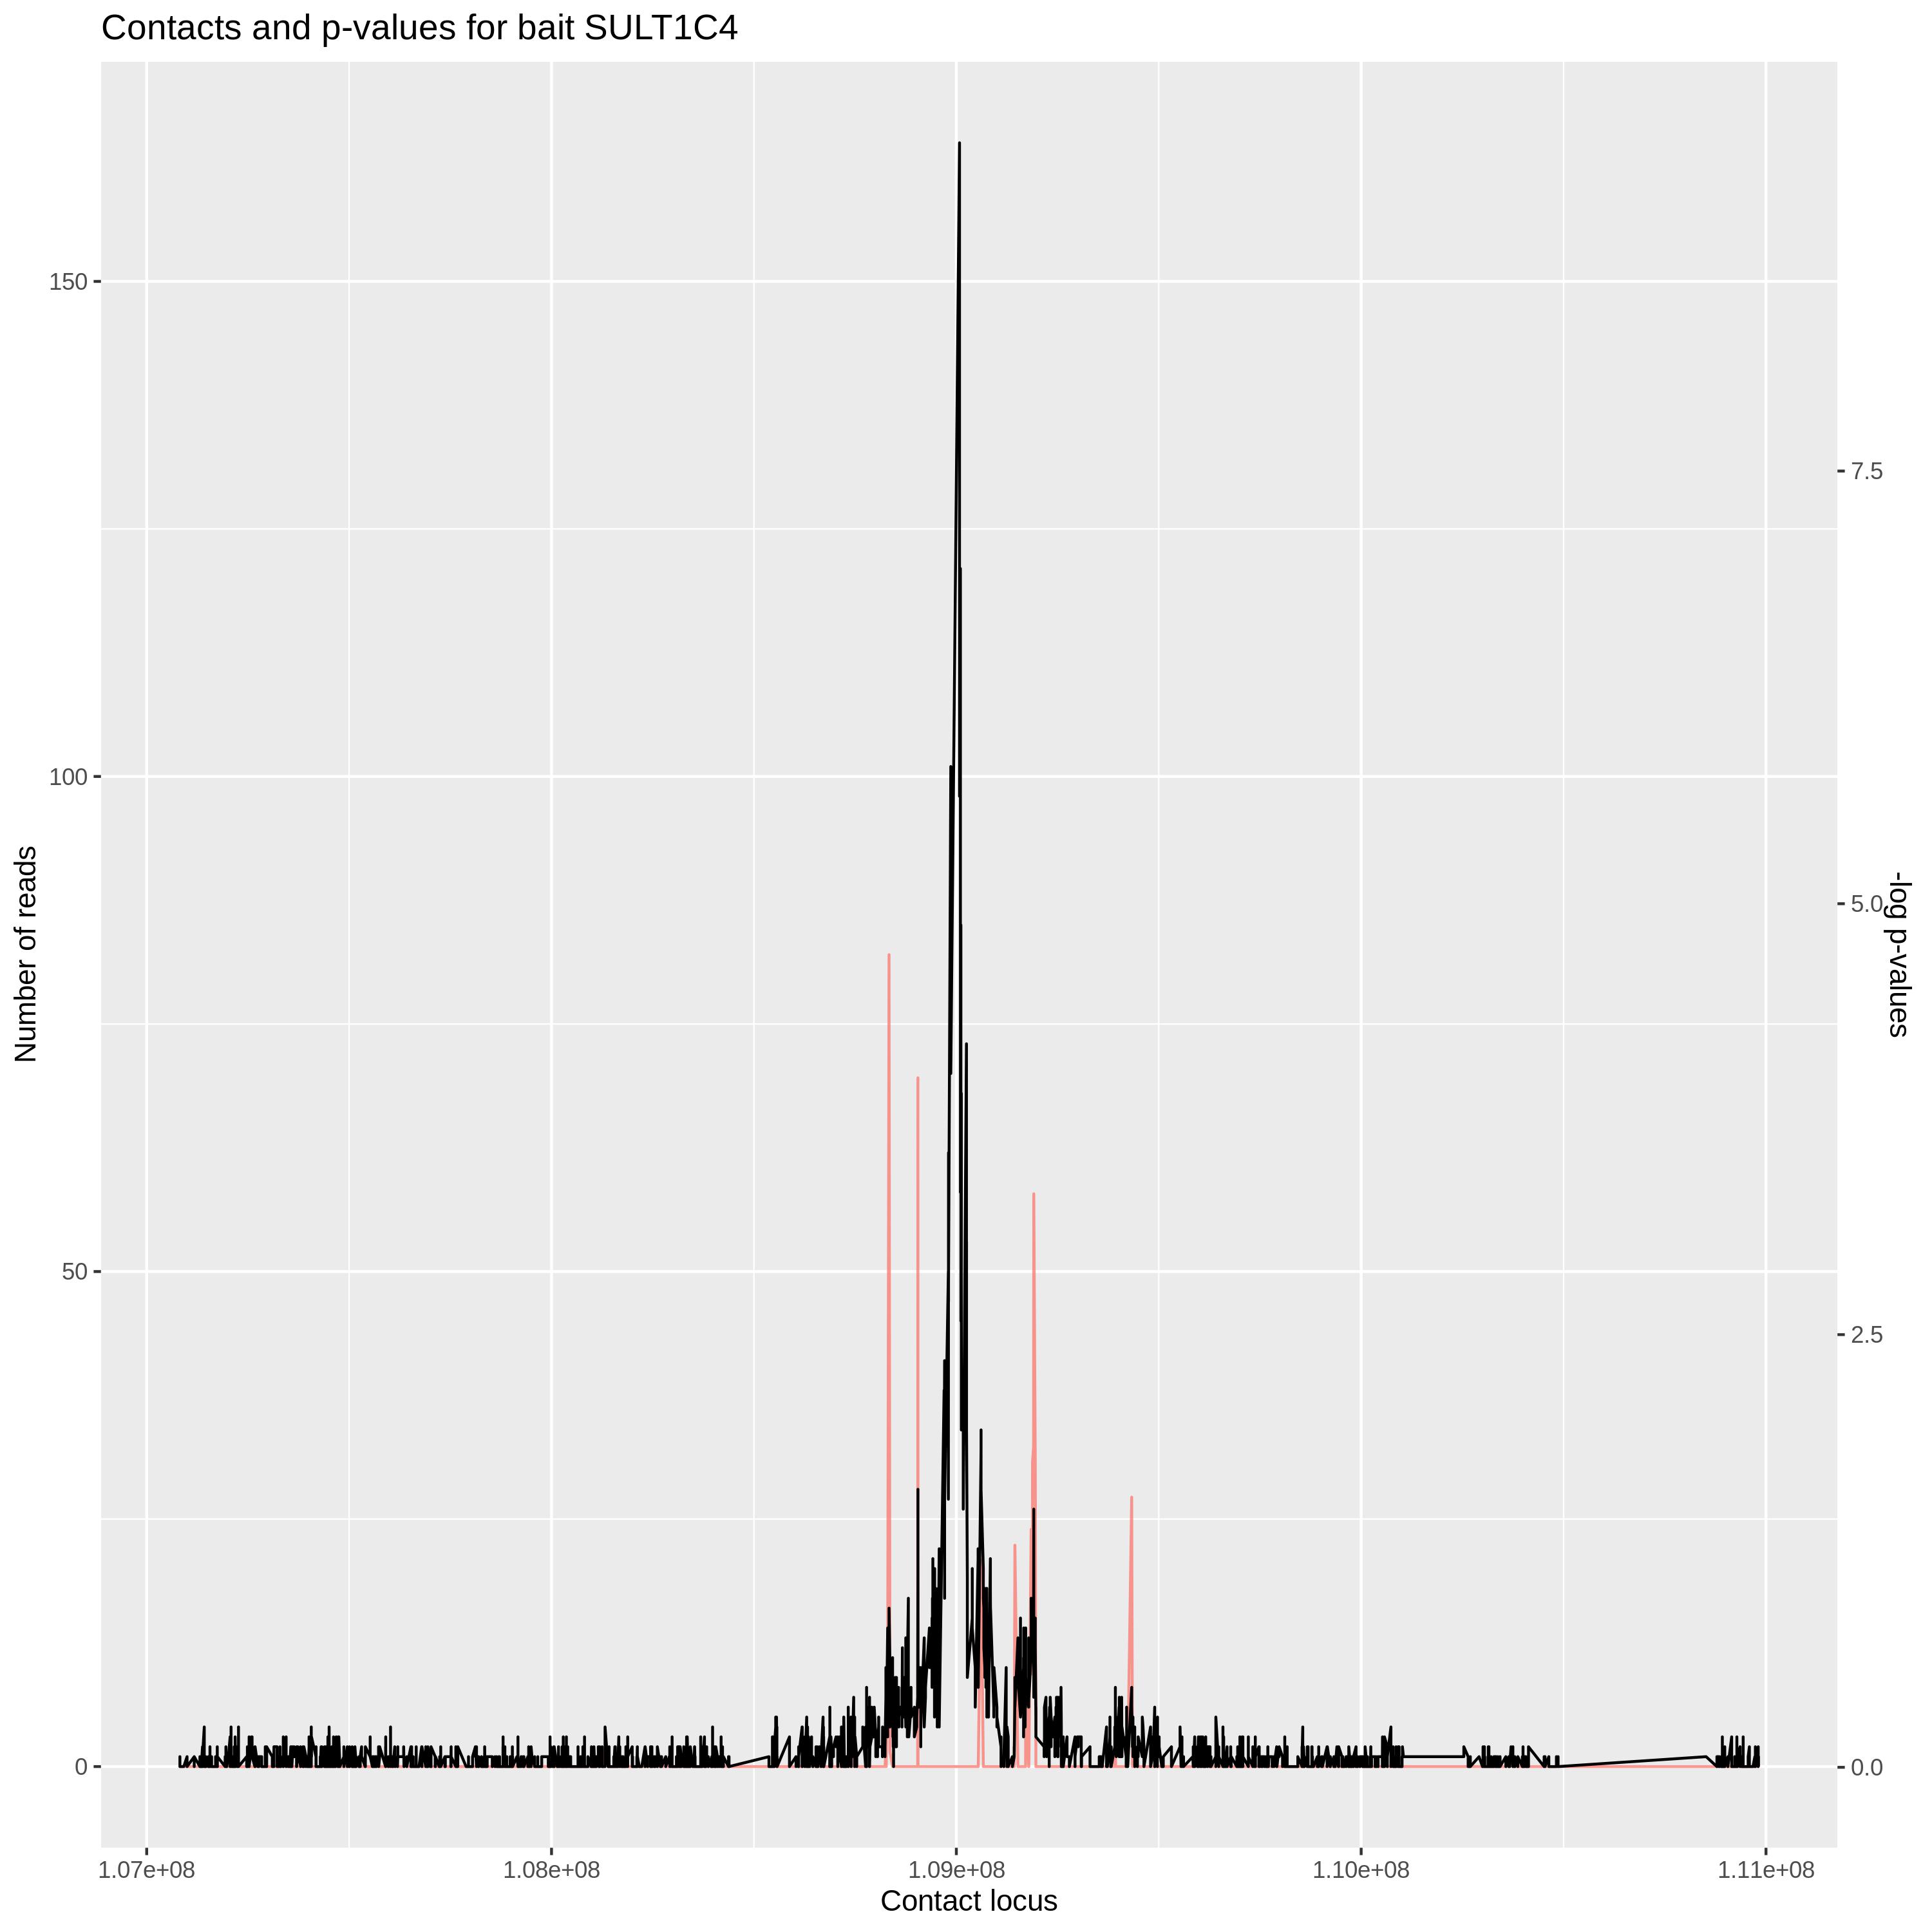 Contacts and p-values for bait SULT1C4
150
100
50
0
Number of reads
7.5
5.0
2.5
0.0
-log p-values
1.07e+08
1.08e+08
1.09e+08
1.10e+08
1.11e+08
Contact locus